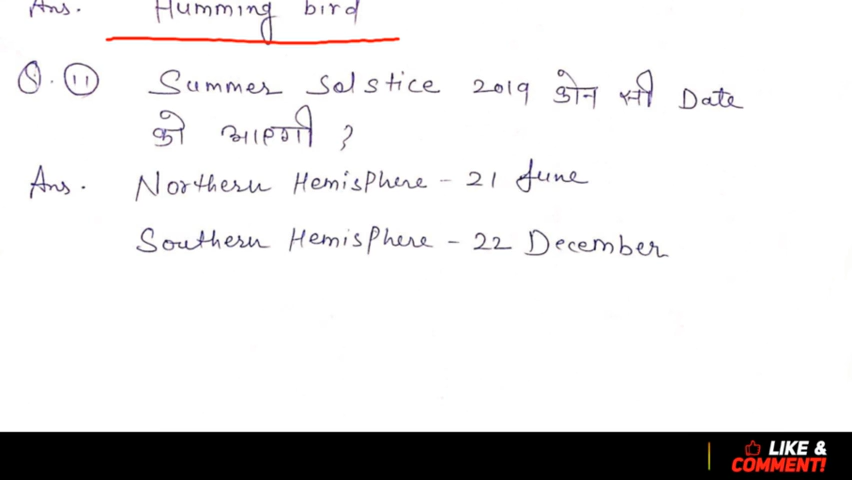 Ans. Humming bird
Q. 11 Summer Solstice 2019 कोन सी Date
को आएगी ?
Ans. Northern Hemisphere - 21 June
Southern Hemisphere - 22 December
LIKE &
COMMENT!